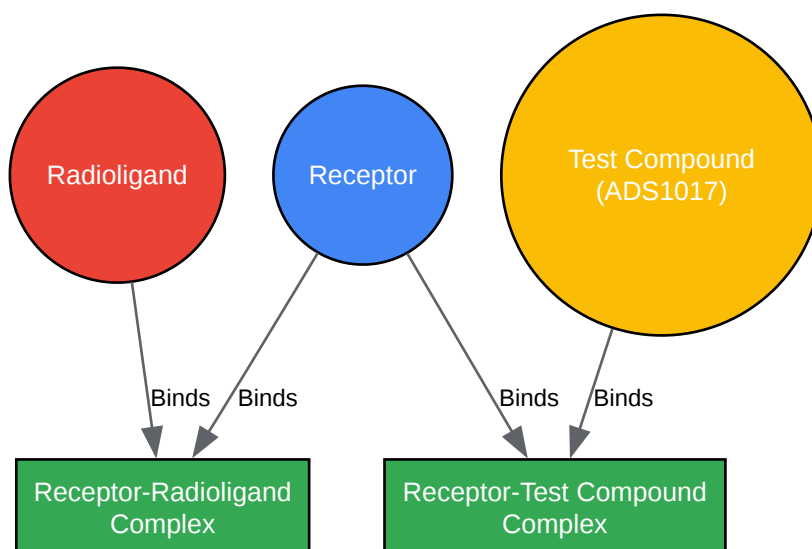 Radioligand
Receptor
Test Compound
(ADS1017)
Binds
Binds
Binds
Binds
Receptor-Radioligand
Complex
Receptor-Test Compound
Complex